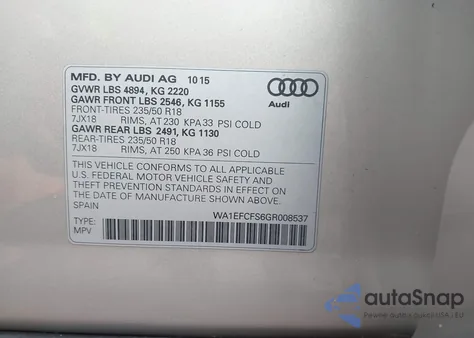 MFD. BY AUDI AG 10 15
GVWR LBS 4894, KG 2220
GAWR FRONT LBS 2546, KG 1155
FRONT-TIRES 235/50 R18
7JX18 RIMS, AT 230 KPA 33 PSI COLD
GAWR REAR LBS 2491, KG 1130
REAR-TIRES 235/50 R18
7JX18 RIMS, AT 250 KPA 36 PSI COLD
THIS VEHICLE CONFORMS TO ALL APPLICABLE
U.S. FEDERAL MOTOR VEHICLE SAFETY
AND THEFT PREVENTION STANDARDS IN EFFECT ON
THE DATE OF MANUFACTURE SHOWN ABOVE.
SPAIN
TYPE:
MPV
WA1EFCFS6GR008537
Audi
autoSnap